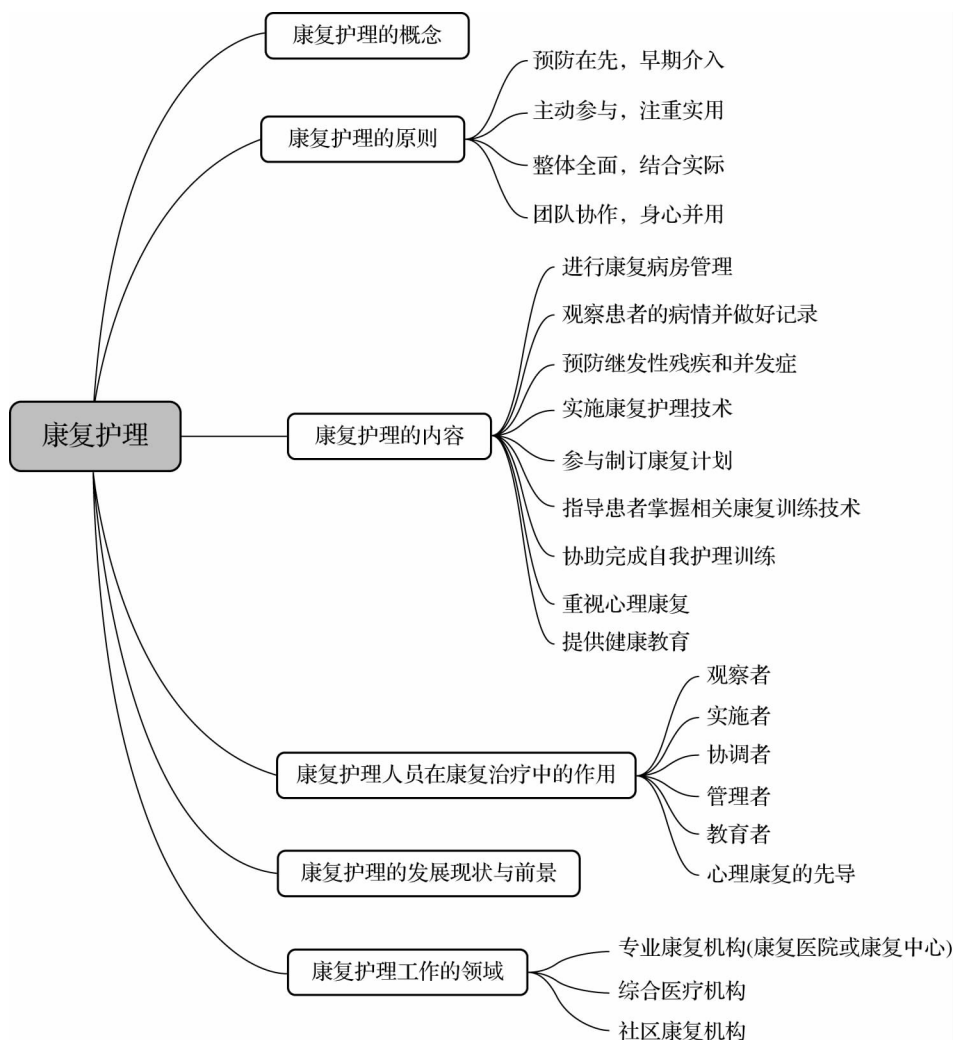 康复护理
康复护理的概念
康复护理的原则
预防在先，早期介入
主动参与，注重实用
整体全面，结合实际
团队协作，身心并用
康复护理的内容
进行康复病房管理
观察患者的病情并做好记录
预防继发性残疾和并发症
实施康复护理技术
参与制订康复计划
指导患者掌握相关康复训练技术
协助完成自我护理训练
重视心理康复
提供健康教育
康复护理人员在康复治疗中的作用
观察者
实施者
协调者
管理者
教育者
心理康复的先导
康复护理的发展现状与前景
康复护理工作的领域
专业康复机构(康复医院或康复中心)
综合医疗机构
社区康复机构